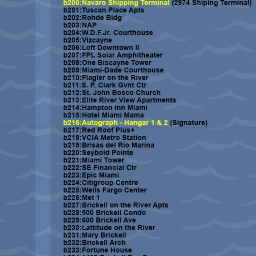 b200:Navaro Shipping Terminal (2974 Shiping Terminal)
b201:Tuscan Place Apts
b202:Rohde Bldg
b203:NAP
b204:W.D.F.Jr. Courthouse
b205:Vizcayne
b206:Loft Downtown II
b207:FPL Solar Amphitheater
b208:One Biscayne Tower
b209:Miami-Dade Courthouse
b210:Flagler on the River
b211:S. P. Clark Gvnt Ctr
b212:St. John Bosco Church
b213:Elite River View Apartments
b214:Hampton Inn Miami
b215:Hotel Miami Mama
b216:Autograph - Hangar 1 & 2 (Signature)
b217:Red Roof Plus+
b218:VCIA Metro Station
b219:Brisas del Rio Marina
b220:Seybold Pointe
b221:Miami Tower
b222:SE Financial Ctr
b223:Epic Miami
b224:Citigroup Centre
b225:Wells Fargo Center
b226:Met 1
b227:Brickell on the River Apts
b228:500 Brickell Condo
b229:600 Brickell Ave
b230:Lattitude on the River
b231:Mary Brickell
b232:Brickell Arch
b233:Fortune House